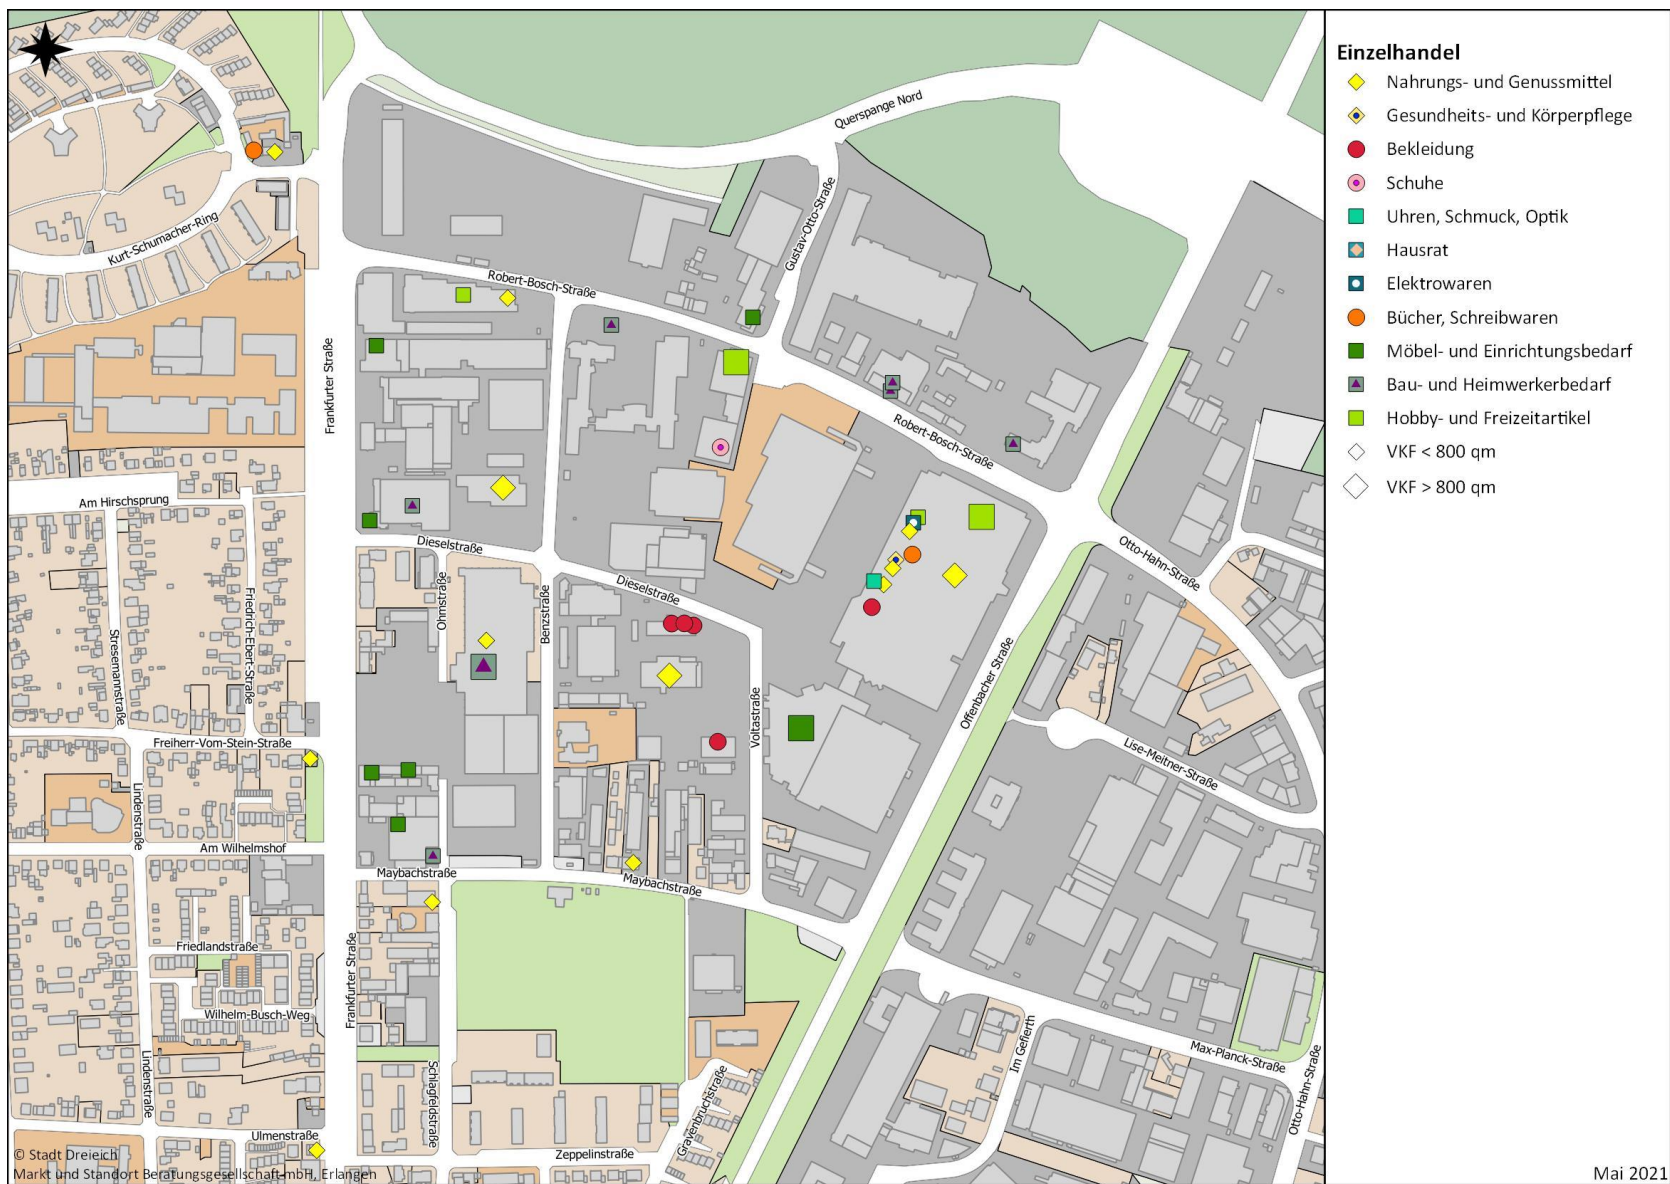 Einzelhandel
Nahrungs- und Genussmittel
Gesundheits- und Körperpflege
Bekleidung
Schuhe
Uhren, Schmuck, Optik
Hausrat
Elektrowaren
Bücher, Schreibwaren
Möbel- und Einrichtungsbedarf
Bau- und Heimwerkerbedarf
Hobby- und Freizeitartikel
VKF < 800 qm
VKF > 800 qm
Querspange Nord
Gustav-Otto-Straße
Kurt-Schumacher-Ring
Robert-Bosch-Straße
Frankfurter Straße
Robert-Bosch-Straße
Am Hirschsprung
Dieselstraße
Otto-Hahn-Straße
Ohmstraße
Benzstraße
Dieselstraße
Friedrich-Ebert-Straße
Stresemannstraße
Voltastraße
Offenbacher Straße
Freiherr-Vom-Stein-Straße
Lise-Meitner-Straße
Lindenstraße
Am Wilhelmshof
Maybachstraße
Maybachstraße
Friedlandstraße
Frankfurter Straße
Wilhelm-Busch-Weg
Im Gefierth
Max-Planck-Straße
Otto-Hahn-Straße
Lindenstraße
Schlagfeldstraße
Gravenbruchstraße
Ulmenstraße
Zeppelinstraße
© Stadt Dreieich
Markt und Standort Beratungsgesellschaft mbH, Erlangen
Mai 2021